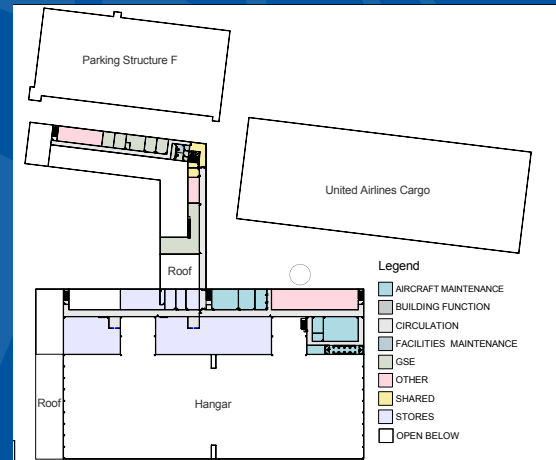 Parking Structure F
United Airlines Cargo
Roof
Legend
AIRCRAFT MAINTENANCE
BUILDING FUNCTION
CIRCULATION
FACILITIES MAINTENANCE
GSE
OTHER
SHARED
STORES
OPEN BELOW
Roof
Hangar